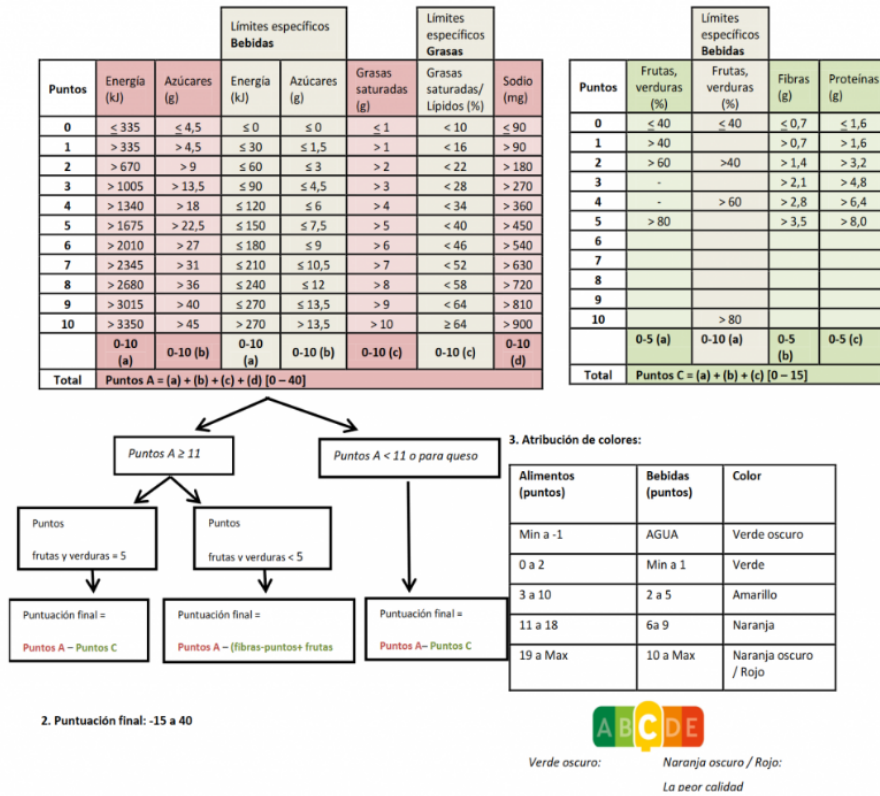 Límites específicos
Bebidas
Límites
específicos
Grasas
Puntos | Energía (kJ) | Azúcares (g) | Energía (kJ) | Azúcares (g) | Grasas saturadas (g) | Grasas saturadas/ Lípidos (%) | Sodio (mg)
0 | ≤ 335 | ≤ 4,5 | ≤ 0 | ≤ 0 | ≤ 1 | < 10 | ≤ 90
1 | > 335 | > 4,5 | ≤ 30 | ≤ 1,5 | > 1 | < 16 | > 90
2 | > 670 | > 9 | ≤ 60 | ≤ 3 | > 2 | < 22 | > 180
3 | > 1005 | > 13,5 | ≤ 90 | ≤ 4,5 | > 3 | < 28 | > 270
4 | > 1340 | > 18 | ≤ 120 | ≤ 6 | > 4 | < 34 | > 360
5 | > 1675 | > 22,5 | ≤ 150 | ≤ 7,5 | > 5 | < 40 | > 450
6 | > 2010 | > 27 | ≤ 180 | ≤ 9 | > 6 | < 46 | > 540
7 | > 2345 | > 31 | ≤ 210 | ≤ 10,5 | > 7 | < 52 | > 630
8 | > 2680 | > 36 | ≤ 240 | ≤ 12 | > 8 | < 58 | > 720
9 | > 3015 | > 40 | ≤ 270 | ≤ 13,5 | > 9 | < 64 | > 810
10 | > 3350 | > 45 | > 270 | > 13,5 | > 10 | ≥ 64 | > 900
0-10 (a) | 0-10 (b) | 0-10 (a) | 0-10 (b) | 0-10 (c) | 0-10 (c) | 0-10 (d)
Total | Puntos A = (a) + (b) + (c) + (d) [0 – 40]
Límites
específicos
Bebidas
Puntos | Frutas, verduras (%) | Frutas, verduras (%) | Fibras (g) | Proteínas (g)
0 | ≤ 40 | ≤ 40 | ≤ 0,7 | ≤ 1,6
1 | > 40 | | > 0,7 | > 1,6
2 | > 60 | >40 | > 1,4 | > 3,2
3 | - | | > 2,1 | > 4,8
4 | - | > 60 | > 2,8 | > 6,4
5 | > 80 | | > 3,5 | > 8,0
6
7
8
9
10 | | > 80
0-5 (a) | 0-10 (a) | 0-5 (b) | 0-5 (c)
Total | Puntos C = (a) + (b) + (c) [0 – 15]
Puntos A ≥ 11
Puntos A < 11 o para queso
Puntos
frutas y verduras = 5
Puntos
frutas y verduras < 5
Puntuación final =
Puntos A – Puntos C
Puntuación final =
Puntos A – (fibras-puntos+ frutas
Puntuación final =
Puntos A– Puntos C
2. Puntuación final: -15 a 40
3. Atribución de colores:
Alimentos (puntos) | Bebidas (puntos) | Color
Min a -1 | AGUA | Verde oscuro
0 a 2 | Min a 1 | Verde
3 a 10 | 2 a 5 | Amarillo
11 a 18 | 6a 9 | Naranja
19 a Max | 10 a Max | Naranja oscuro / Rojo
A B C D E
Verde oscuro:
Naranja oscuro / Rojo:
La peor calidad